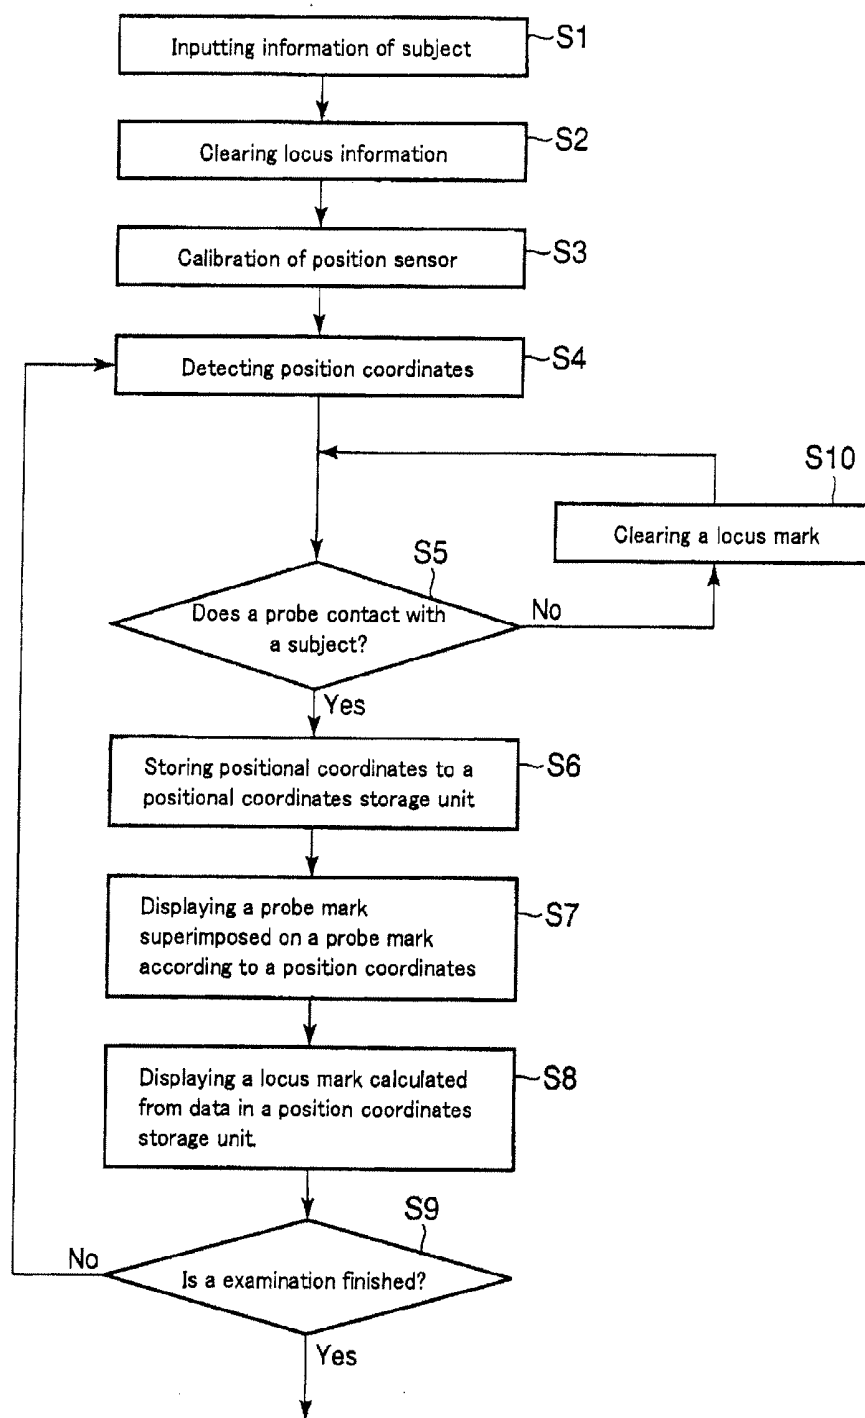 Inputting information of subject
S1
Clearing locus information
S2
Calibration of position sensor
S3
Detecting position coordinates
S4
S10
Clearing a locus mark
S5
Does a probe contact with
a subject?
No
Yes
Storing positional coordinates to a
positional coordinates storage unit
S6
Displaying a probe mark
superimposed on a probe mark
according to a position coordinates
S7
Displaying a locus mark calculated
from data in a position coordinates
storage unit.
S8
S9
No
Is a examination finished?
Yes